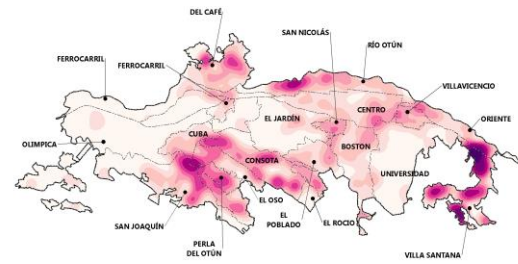 DEL CAFÉ
SAN NICOLÁS
RÍO OTÚN
FERROCARRIL
FERROCARRIL
VILLAVICENCIO
CENTRO
EL JARDÍN
ORIENTE
CUBA
OLIMPICA
BOSTON
CONSOTA
UNIVERSIDAD
EL OSO
SAN JOAQUÍN
EL
POBLADO
EL ROCIO
PERLA
DEL OTÚN
VILLA SANTANA